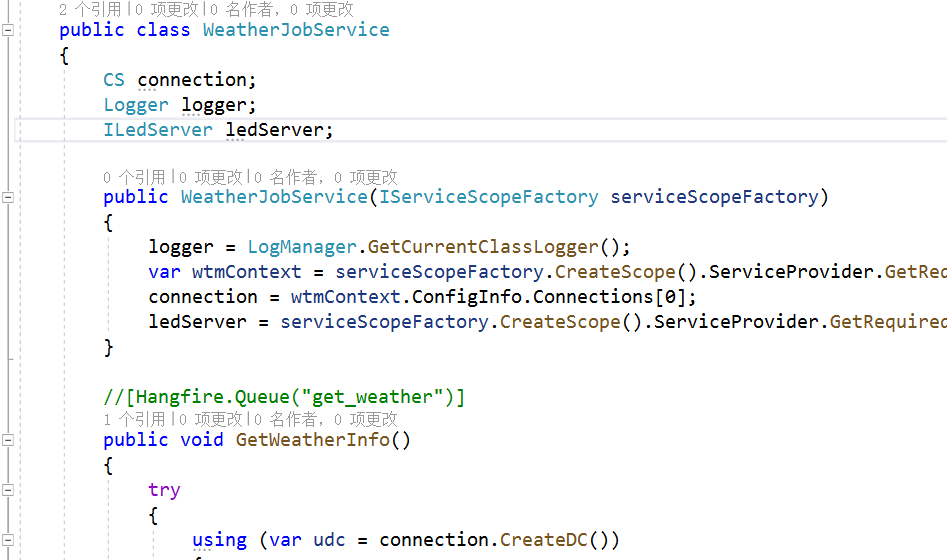 2 个引用|0 项更改|0 名作者，0 项更改
public class WeatherJobService
{
CS connection;
Logger logger;
ILedServer ledServer;
0 个引用|0 项更改|0 名作者，0 项更改
public WeatherJobService(IServiceScopeFactory serviceScopeFactory)
{
logger = LogManager.GetCurrentClassLogger();
var wtmContext = serviceScopeFactory.CreateScope().ServiceProvider.GetReq
connection = wtmContext.ConfigInfo.Connections[0];
ledServer = serviceScopeFactory.CreateScope().ServiceProvider.GetRequired
}
//[Hangfire.Queue("get_weather")]
1 个引用|0 项更改|0 名作者，0 项更改
public void GetWeatherInfo()
{
try
{
using (var udc = connection.CreateDC())